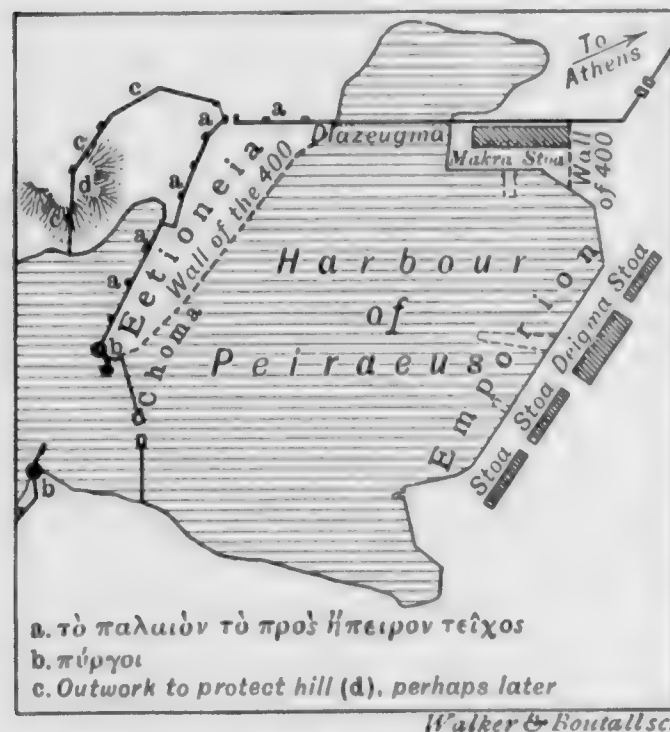 To
Athens
c
c
a
a
Diazeugma
Makra Stoa
Wall
of 400
a
d
c
Eetioneia
Wall of the 400
a
a
Choma
b
b
Harbour
of
Peiraeus
Emporion
Stoa
Deigma
Stoa
Stoa
a. τὸ παλαιὸν τὸ πρὸς ἤπειρον τεῖχος
b. πύργοι
c. Outwork to protect hill (d), perhaps later
Walker & Boutall sc